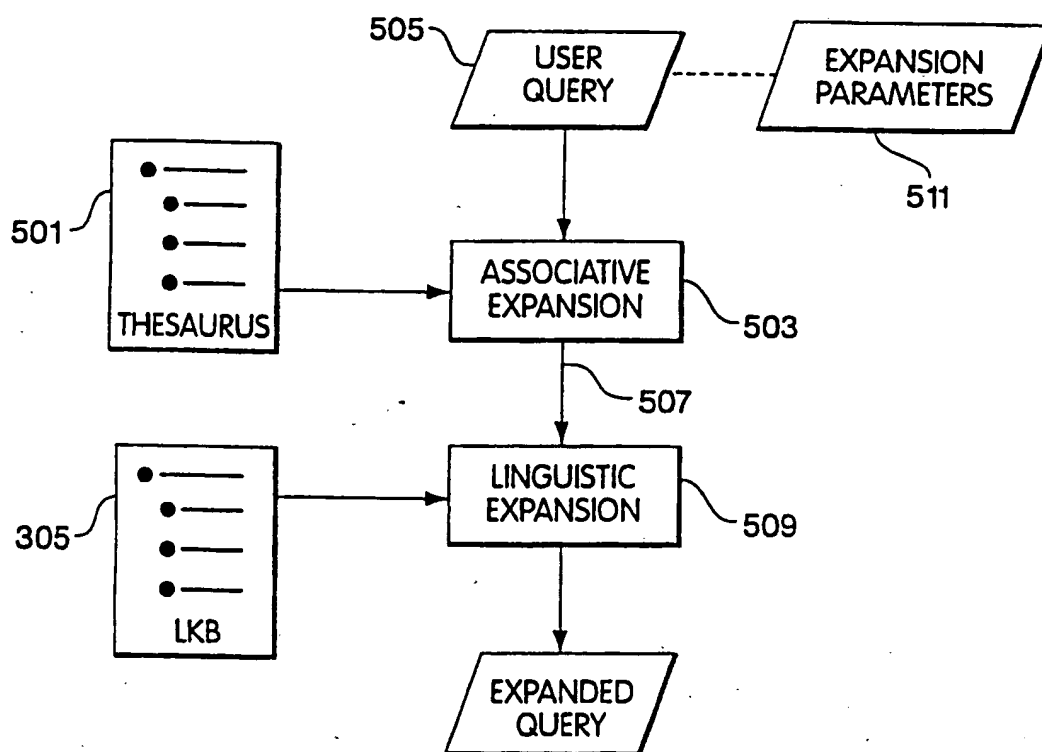 505
USER
QUERY
EXPANSION
PARAMETERS
511
501
THESAURUS
ASSOCIATIVE
EXPANSION
503
507
305
LKB
LINGUISTIC
EXPANSION
509
EXPANDED
QUERY